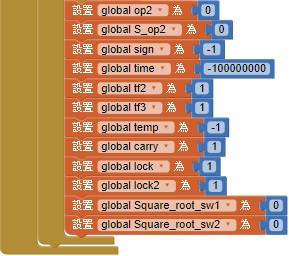 設置 global op2 為 0
設置 global S_op2 為 0
設置 global sign 為 -1
設置 global time 為 -100000000
設置 global tf2 為 1
設置 global tf3 為 1
設置 global temp 為 -1
設置 global carry 為 1
設置 global lock 為 1
設置 global lock2 為 1
設置 global Square_root_sw1 為 0
設置 global Square_root_sw2 為 0